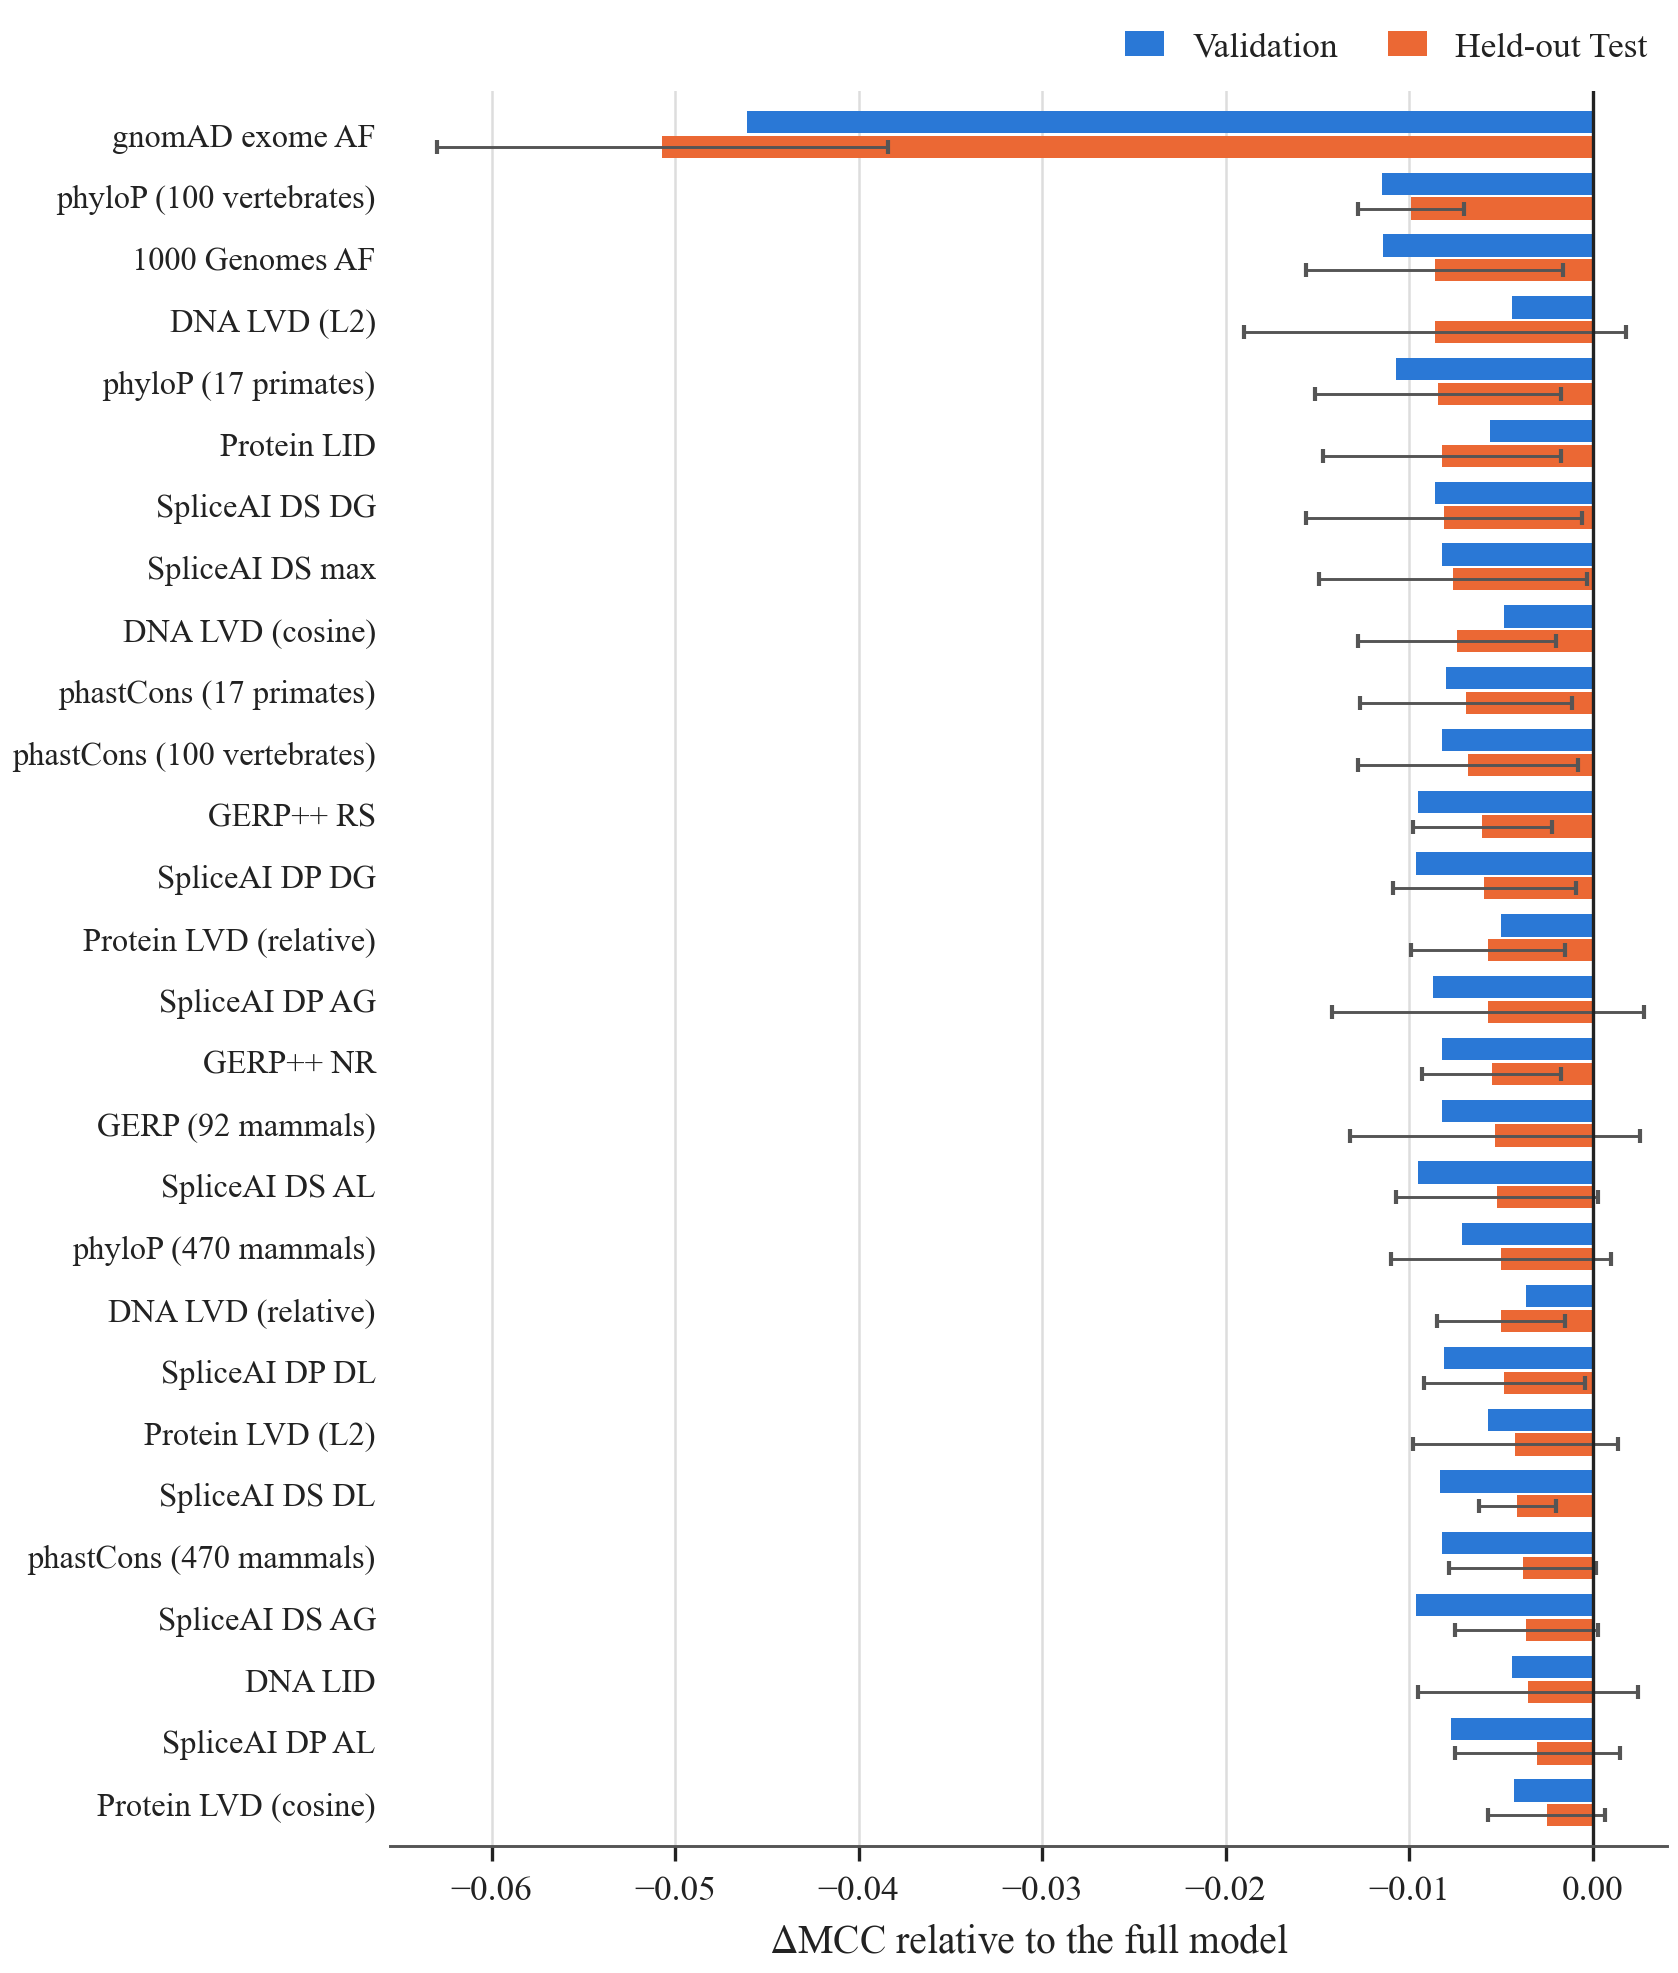 Validation Held-out Test
gnomAD exome AF
phyloP (100 vertebrates)
1000 Genomes AF
DNA LVD (L2)
phyloP (17 primates)
Protein LID
SpliceAI DS DG
SpliceAI DS max
DNA LVD (cosine)
phastCons (17 primates)
phastCons (100 vertebrates)
GERP++ RS
SpliceAI DP DG
Protein LVD (relative)
SpliceAI DP AG
GERP++ NR
GERP (92 mammals)
SpliceAI DS AL
phyloP (470 mammals)
DNA LVD (relative)
SpliceAI DP DL
Protein LVD (L2)
SpliceAI DS DL
phastCons (470 mammals)
SpliceAI DS AG
DNA LID
SpliceAI DP AL
Protein LVD (cosine)
−0.06 −0.05 −0.04 −0.03 −0.02 −0.01 0.00
ΔMCC relative to the full model